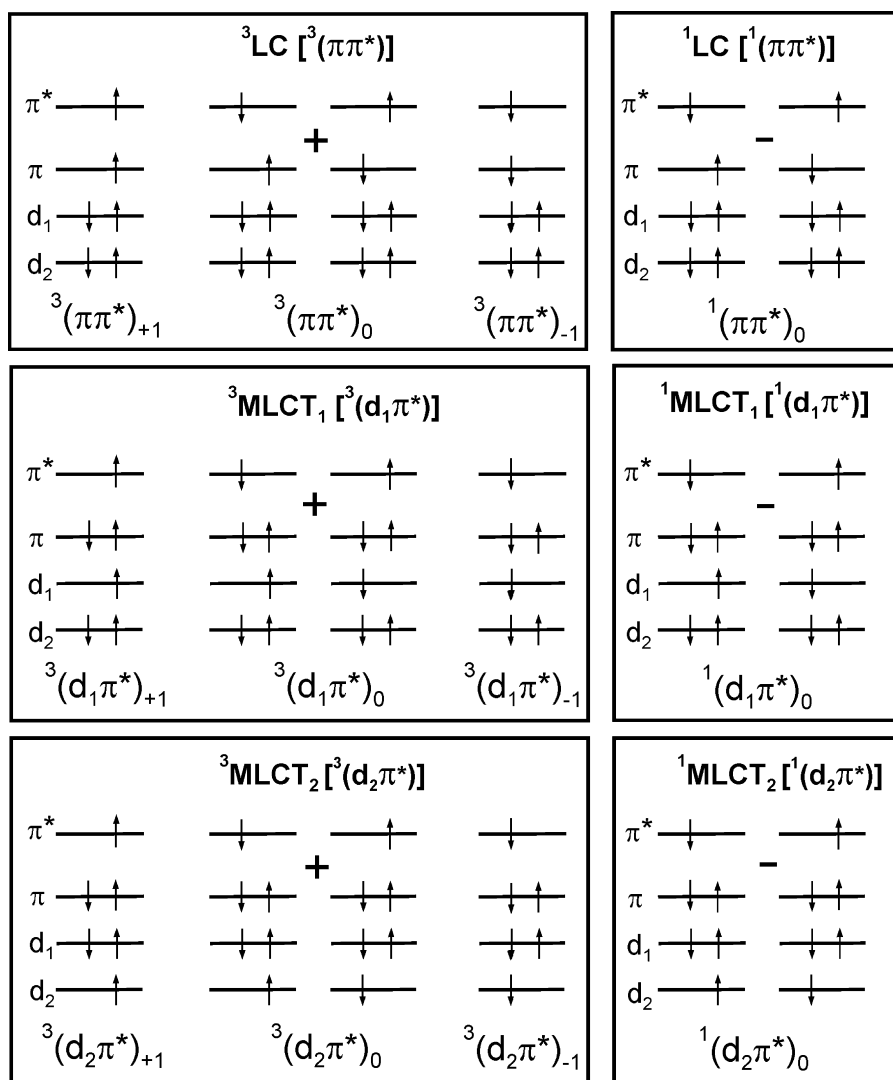 ³LC [³(ππ*)]
π*
+
π
d₁
d₂
³(ππ*)₊₁ ³(ππ*)₀ ³(ππ*)₋₁
¹LC [¹(ππ*)]
π*
−
π
d₁
d₂
¹(ππ*)₀
³MLCT₁ [³(d₁π*)]
π*
+
π
d₁
d₂
³(d₁π*)₊₁ ³(d₁π*)₀ ³(d₁π*)₋₁
¹MLCT₁ [¹(d₁π*)]
π*
−
π
d₁
d₂
¹(d₁π*)₀
³MLCT₂ [³(d₂π*)]
π*
+
π
d₁
d₂
³(d₂π*)₊₁ ³(d₂π*)₀ ³(d₂π*)₋₁
¹MLCT₂ [¹(d₂π*)]
π*
−
π
d₁
d₂
¹(d₂π*)₀